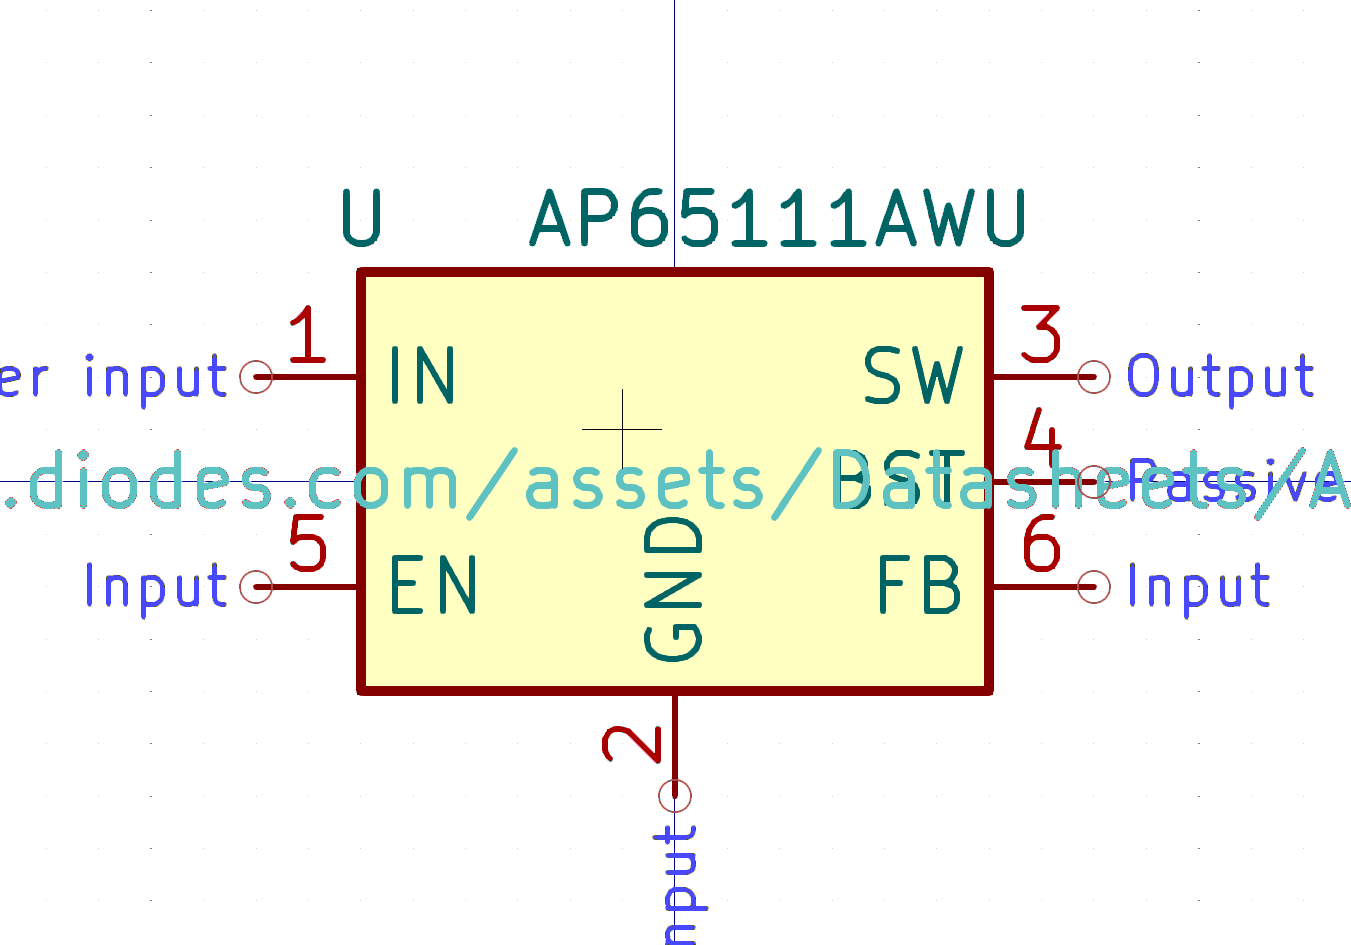 U AP65111AWU
1 3
er input IN SW Output
4
.diodes.com/assets/Datasheets/A
BST Passive
5 6
Input EN FB Input
GND
2
nput